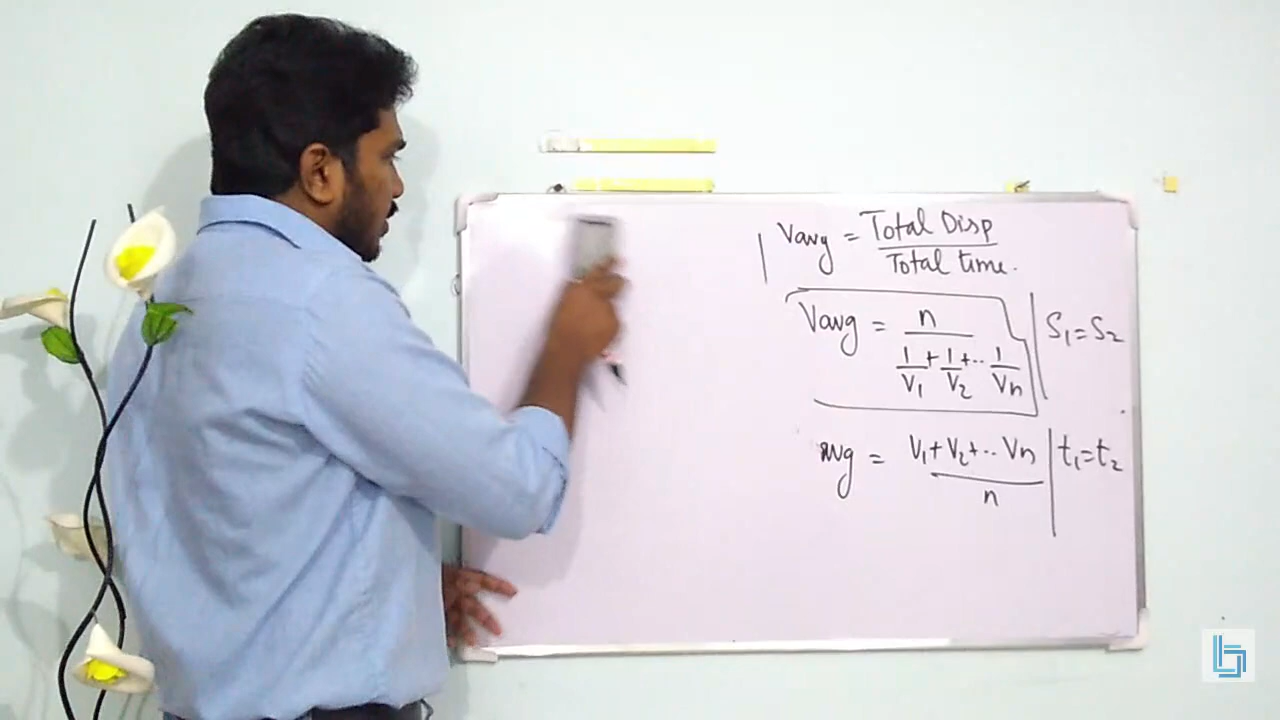 Vavg = Total Disp / Total time.
Vavg = n / (1/V₁ + 1/V₂ + ·· 1/Vn) | S₁=S₂
avg = V₁+V₂+·· Vn / n | t₁=t₂